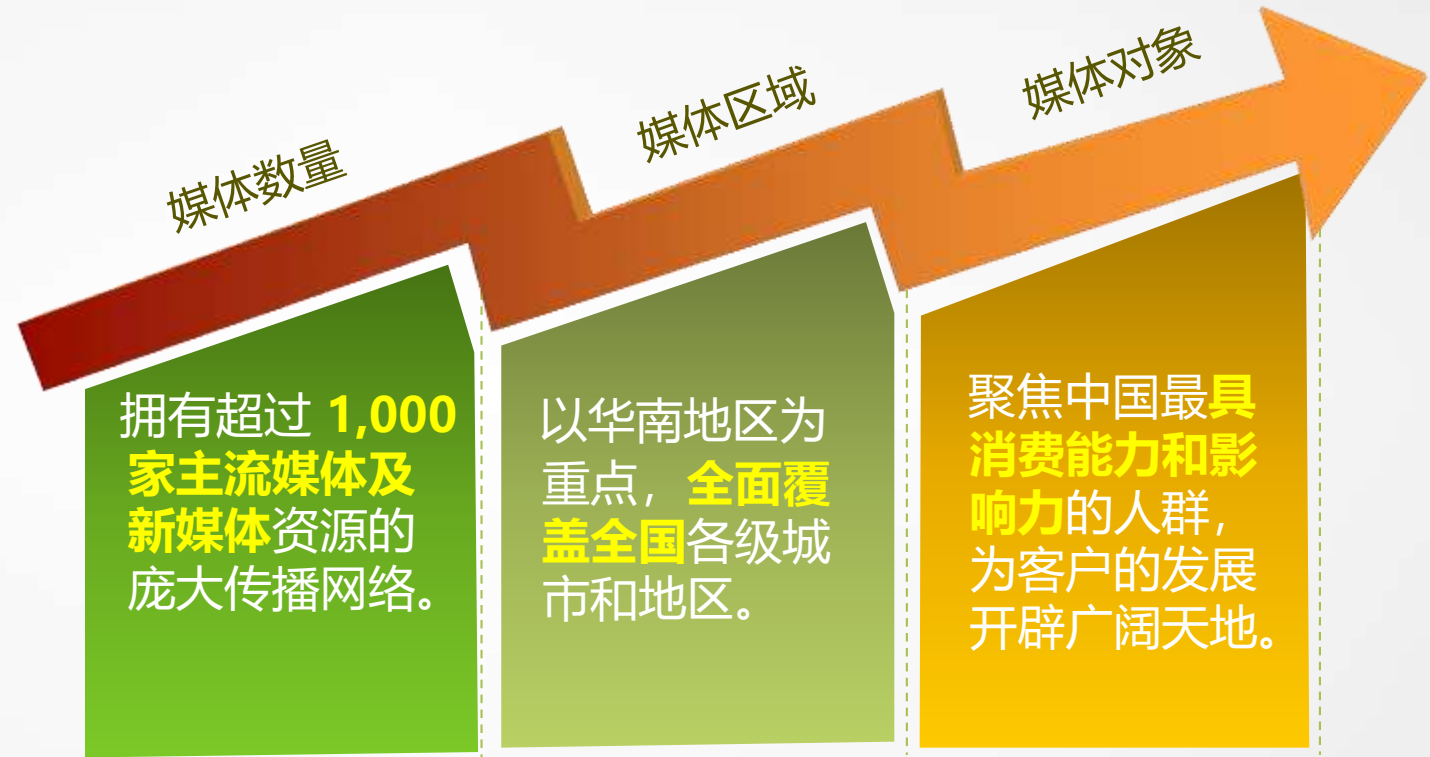 媒体数量
媒体区域
媒体对象
拥有超过 1,000
家主流媒体及
新媒体资源的
庞大传播网络。
以华南地区为
重点，全面覆
盖全国各级城
市和地区。
聚焦中国最具
消费能力和影
响力的人群，
为客户的发展
开辟广阔天地。